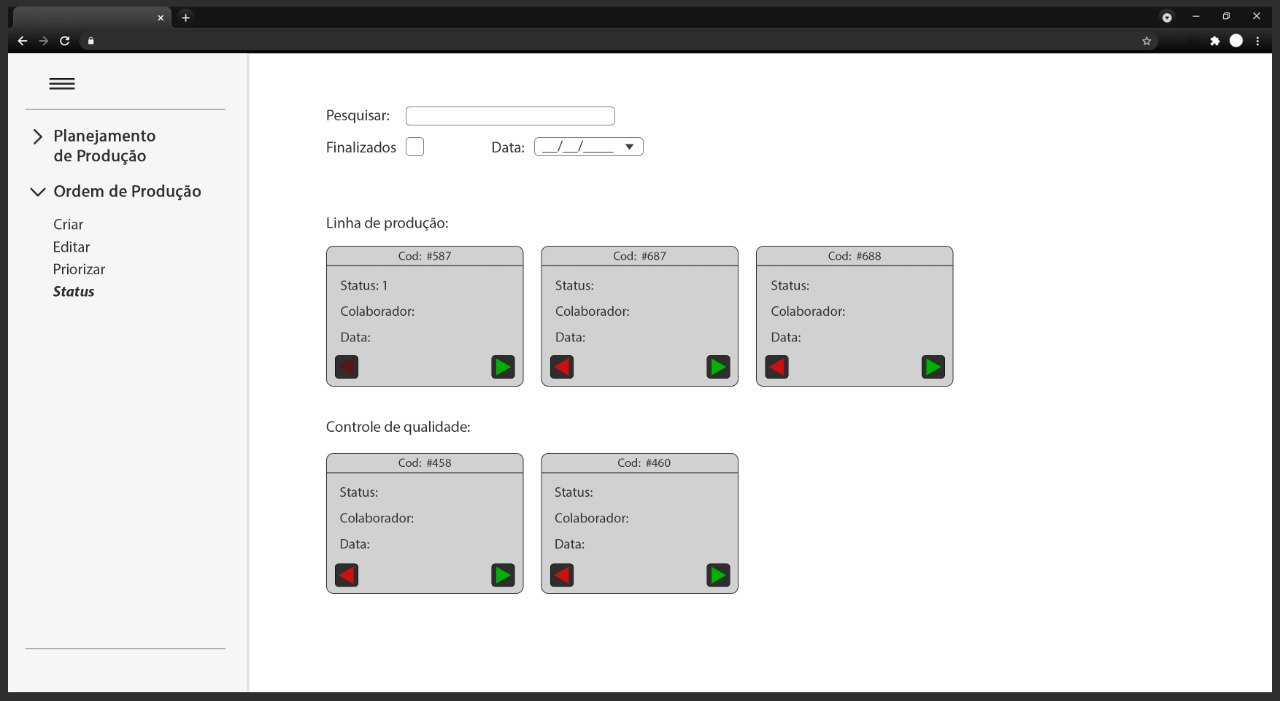 Planejamento
de Produção
Ordem de Produção
Criar
Editar
Priorizar
Status
Pesquisar:
Finalizados
Data: __/__/____
Linha de produção:
Cod: #587
Status: 1
Colaborador:
Data:
Cod: #687
Status:
Colaborador:
Data:
Cod: #688
Status:
Colaborador:
Data:
Controle de qualidade:
Cod: #458
Status:
Colaborador:
Data:
Cod: #460
Status:
Colaborador:
Data: